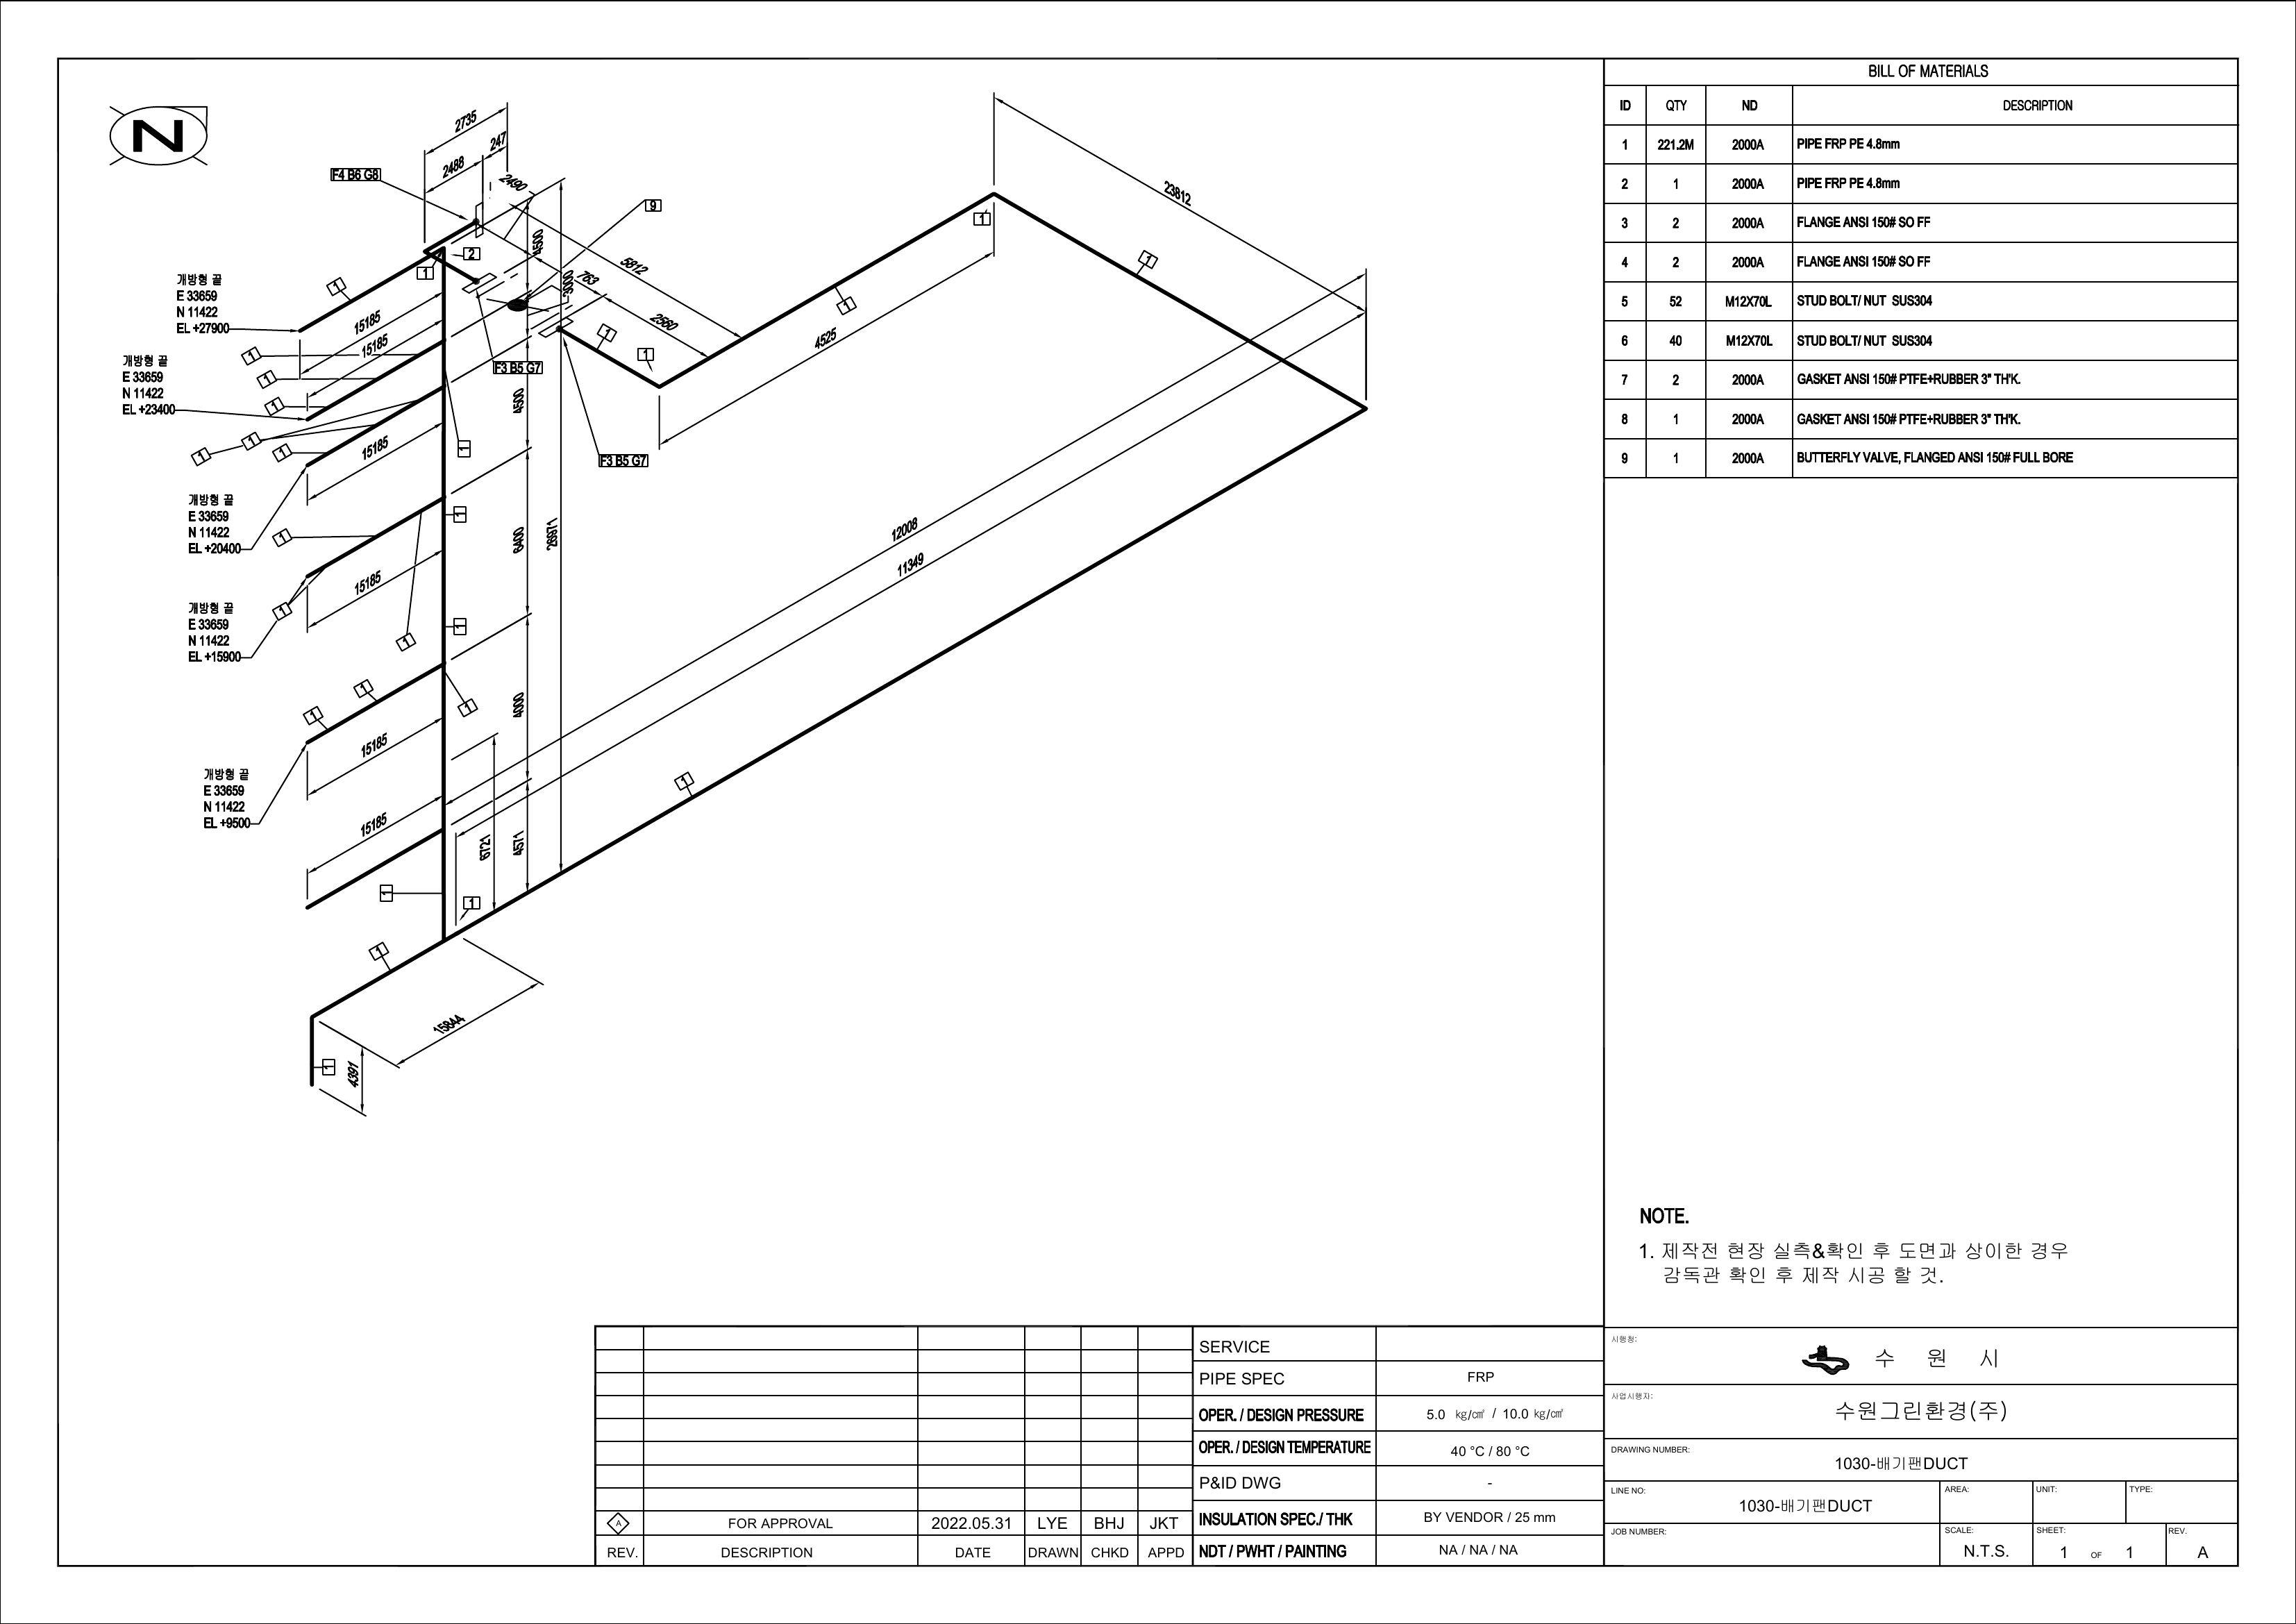 N
2735
247
2488
2490
F4 B6 G8
9
23812
2
4500
5812
763
3000
2560
4525
1
개방형 끝
E 33659
N 11422
EL +27900
15185
15185
개방형 끝
E 33659
N 11422
EL +23400
F3 B5 G7
4500
15185
F3 B5 G7
개방형 끝
E 33659
N 11422
EL +20400
6400
26971
12008
11349
15185
개방형 끝
E 33659
N 11422
EL +15900
15185
개방형 끝
E 33659
N 11422
EL +9500
15185
6721
4571
15844
4391
BILL OF MATERIALS
ID QTY ND DESCRIPTION
1 221.2M 2000A PIPE FRP PE 4.8mm
2 1 2000A PIPE FRP PE 4.8mm
3 2 2000A FLANGE ANSI 150# SO FF
4 2 2000A FLANGE ANSI 150# SO FF
5 52 M12X70L STUD BOLT/ NUT SUS304
6 40 M12X70L STUD BOLT/ NUT SUS304
7 2 2000A GASKET ANSI 150# PTFE+RUBBER 3" TH'K.
8 1 2000A GASKET ANSI 150# PTFE+RUBBER 3" TH'K.
9 1 2000A BUTTERFLY VALVE, FLANGED ANSI 150# FULL BORE
NOTE.
1. 제작전 현장 실측&확인 후 도면과 상이한 경우
감독관 확인 후 제작 시공 할 것.
SERVICE
PIPE SPEC FRP
OPER. / DESIGN PRESSURE 5.0 ㎏/㎠ / 10.0 ㎏/㎠
OPER. / DESIGN TEMPERATURE 40 °C / 80 °C
P&ID DWG -
INSULATION SPEC./ THK BY VENDOR / 25 mm
NDT / PWHT / PAINTING NA / NA / NA
A FOR APPROVAL 2022.05.31 LYE BHJ JKT
REV. DESCRIPTION DATE DRAWN CHKD APPD
시행청:
수 원 시
사업시행자:
수원그린환경(주)
DRAWING NUMBER:
1030-배기팬DUCT
LINE NO: AREA: UNIT: TYPE:
1030-배기팬DUCT
JOB NUMBER: SCALE: SHEET: REV.
N.T.S. 1 OF 1 A